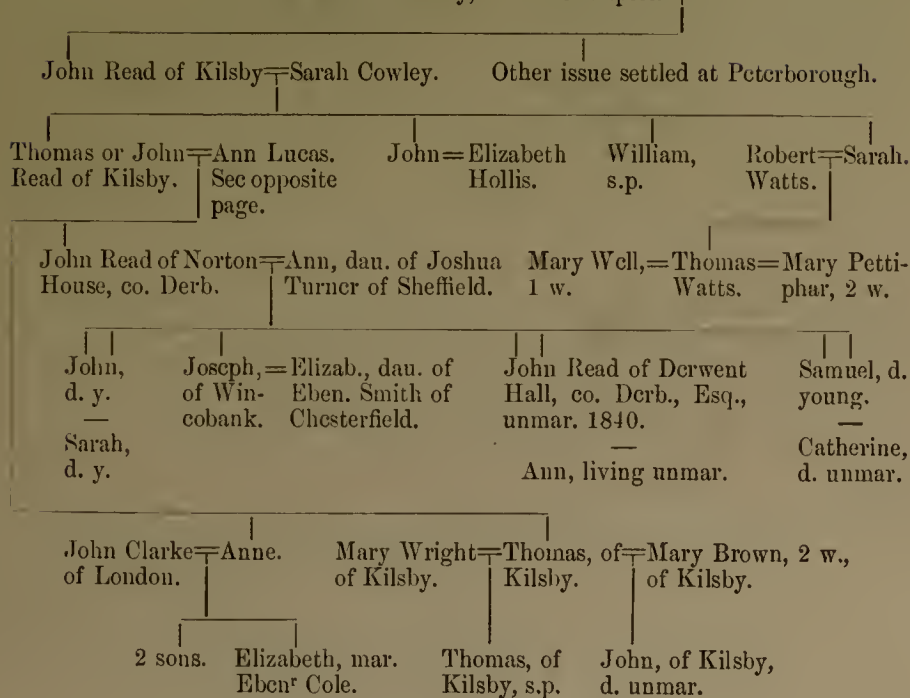 John Read of Kilsby=Sarah Cowley. Other issue settled at Peterborough.
Thomas or John=Ann Lucas. John=Elizabeth William, Robert=Sarah.
Read of Kilsby. See opposite Hollis. s.p. Watts.
page.
John Read of Norton=Ann, dau. of Joshua Mary Well,=Thomas=Mary Petti-
House, co. Derb. Turner of Sheffield. 1 w. Watts. phar, 2 w.
John, Joseph,=Elizab., dau. of John Read of Derwent Samuel, d.
d. y. of Win- Eben. Smith of Hall, co. Derb., Esq., young.
— cobank. Chesterfield. unmar. 1840. —
Sarah, — Catherine,
d. y. Ann, living unmar. d. unmar.
John Clarke=Anne. Mary Wright=Thomas, of=Mary Brown, 2 w.,
of London. of Kilsby. Kilsby. of Kilsby.
2 sons. Elizabeth, mar. Thomas, of John, of Kilsby,
Ebenr Cole. Kilsby, s.p. d. unmar.